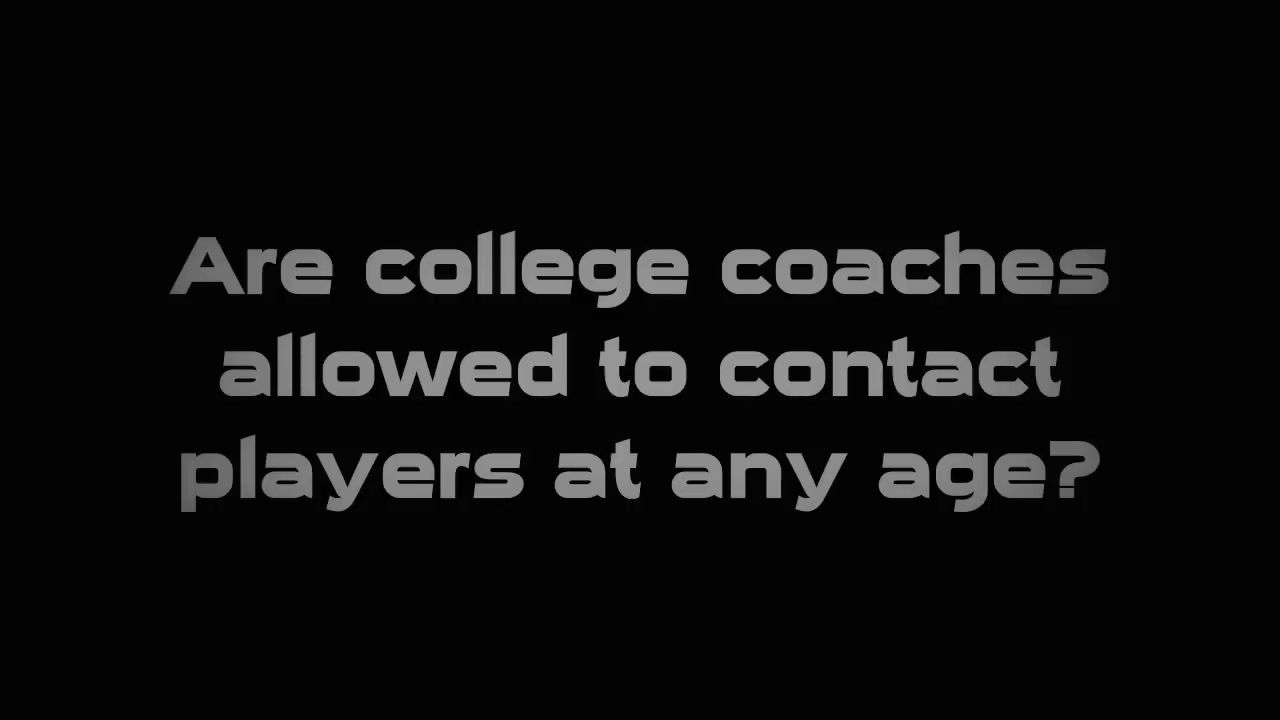 Are college coaches
allowed to contact
players at any age?